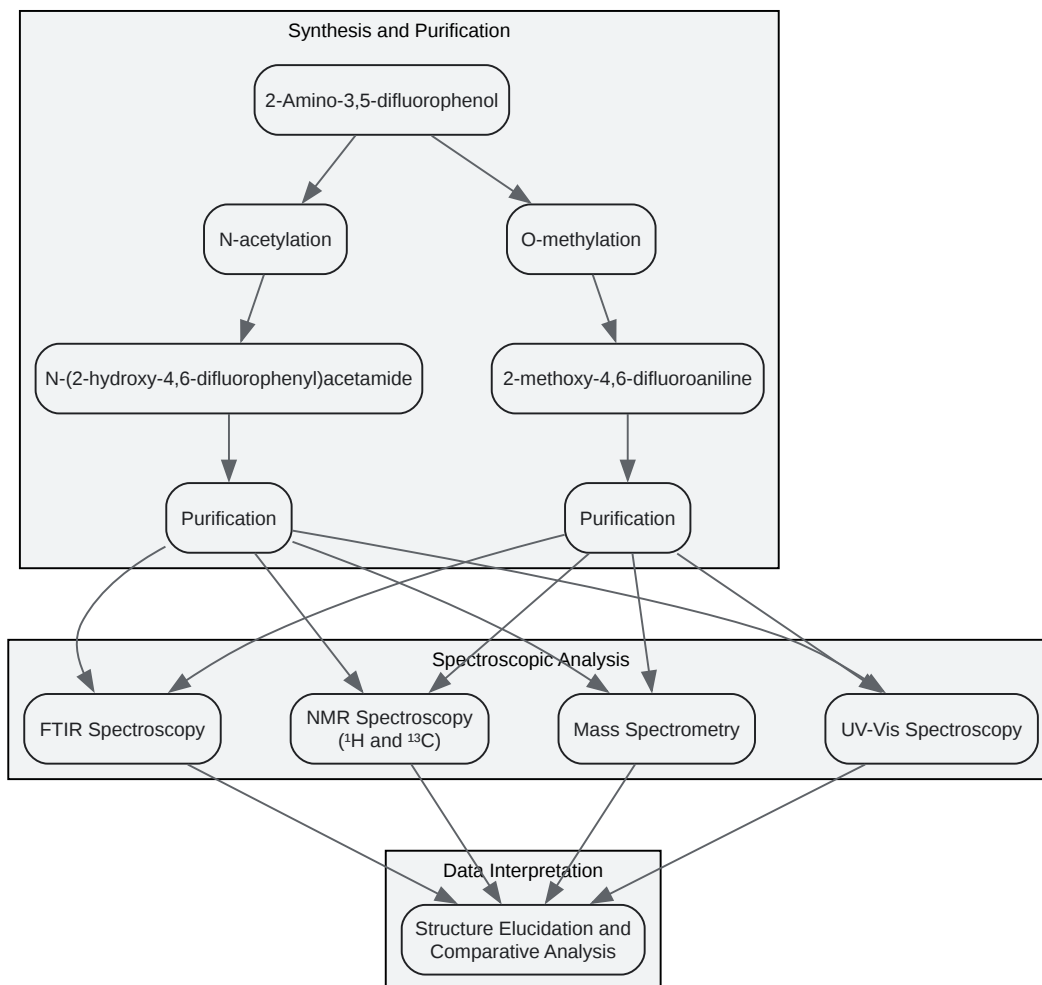 Synthesis and Purification
2-Amino-3,5-difluorophenol
N-acetylation
O-methylation
N-(2-hydroxy-4,6-difluorophenyl)acetamide
2-methoxy-4,6-difluoroaniline
Purification
Purification
Spectroscopic Analysis
FTIR Spectroscopy
NMR Spectroscopy
(¹H and ¹³C)
Mass Spectrometry
UV-Vis Spectroscopy
Data Interpretation
Structure Elucidation and
Comparative Analysis